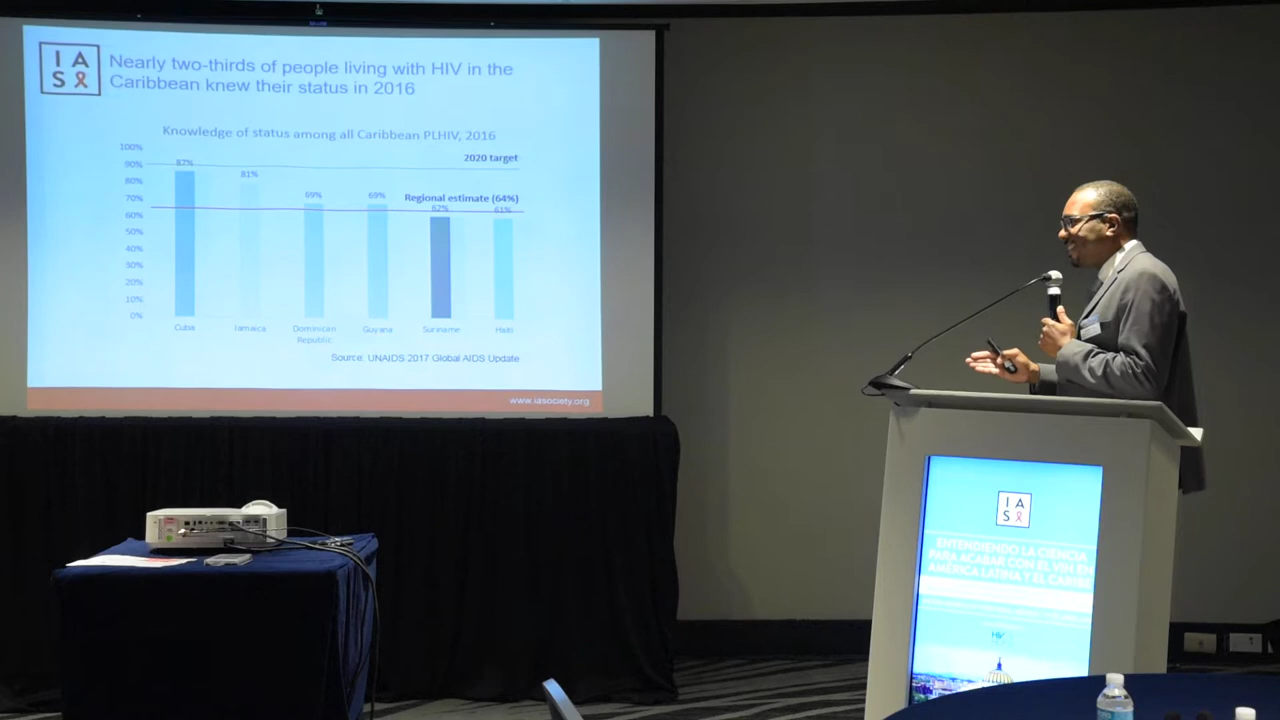 I A
S
Nearly two-thirds of people living with HIV in the
Caribbean knew their status in 2016
Knowledge of status among all Caribbean PLHIV, 2016
100%
90%
80%
70%
60%
50%
40%
30%
20%
10%
0%
2020 target
Regional estimate (64%)
87%
81%
69%
69%
62%
61%
Cuba
Jamaica
Dominican
Republic
Guyana
Suriname
Haiti
Source: UNAIDS 2017 Global AIDS Update
www.iasociety.org
I A
S
ENTENDIENDO LA CIENCIA
PARA ACABAR CON EL VIH EN
AMÉRICA LATINA Y EL CARIBE
HIV